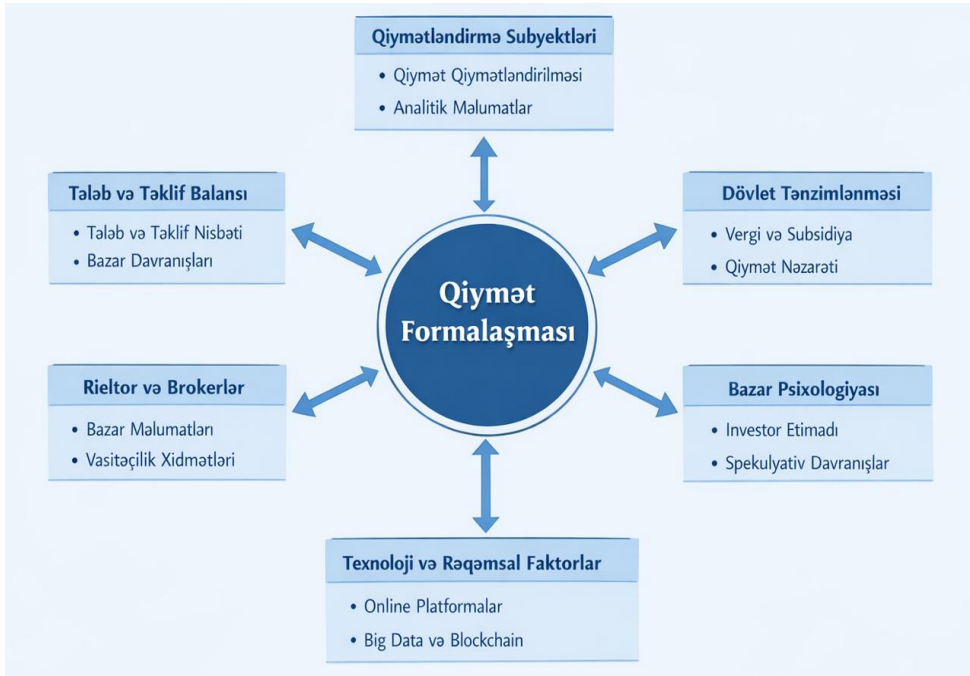 Qiymətləndirmə Subyektləri
• Qiymət Qiymətləndirilməsi
• Analitik Məlumatlar
Tələb və Təklif Balansı
• Tələb və Təklif Nisbəti
• Bazar Davranışları
Dövlet Tənzimlənməsi
• Vergi və Subsidiya
• Qiymət Nəzarəti
Qiymət
Formalaşması
Rieltor və Brokerlər
• Bazar Məlumatları
• Vasitəçilik Xidmətləri
Bazar Psixologiyası
• Investor Etimadı
• Spekulyativ Davranışlar
Texnoloji və Rəqəmsal Faktorlar
• Online Platformalar
• Big Data və Blockchain